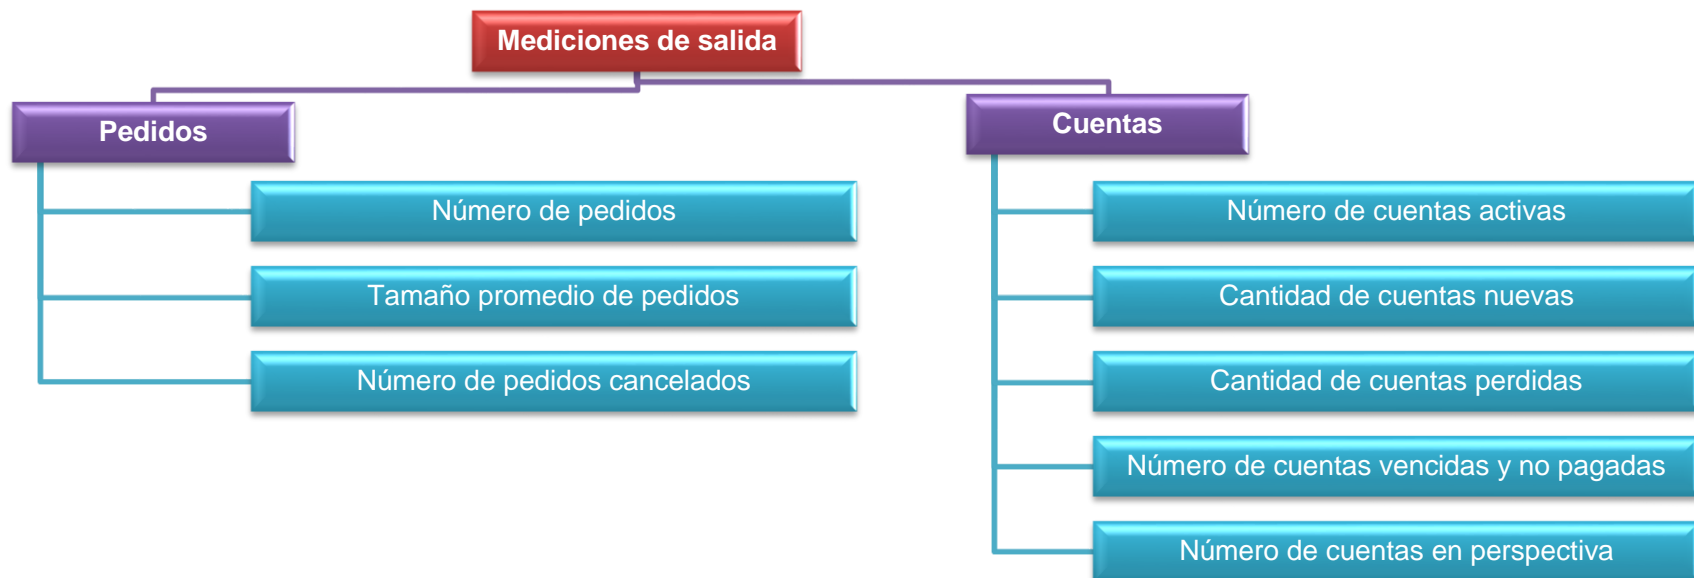 Mediciones de salida
Pedidos
Número de pedidos
Tamaño promedio de pedidos
Número de pedidos cancelados
Cuentas
Número de cuentas activas
Cantidad de cuentas nuevas
Cantidad de cuentas perdidas
Número de cuentas vencidas y no pagadas
Número de cuentas en perspectiva